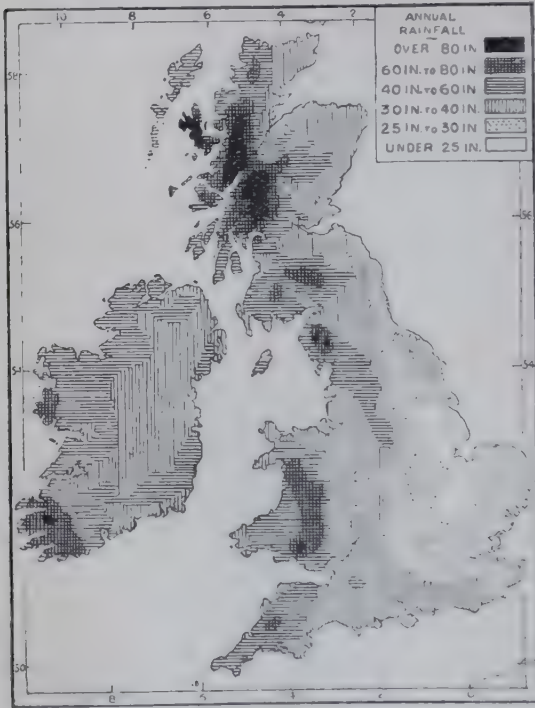 10 8 6 4 2
ANNUAL
RAINFALL
OVER 80 IN
60 IN. TO 80 IN
40 IN. TO 60 IN
30 IN. TO 40 IN.
25 IN. TO 30 IN
UNDER 25 IN.
58
56 56
54 54
50
10 8